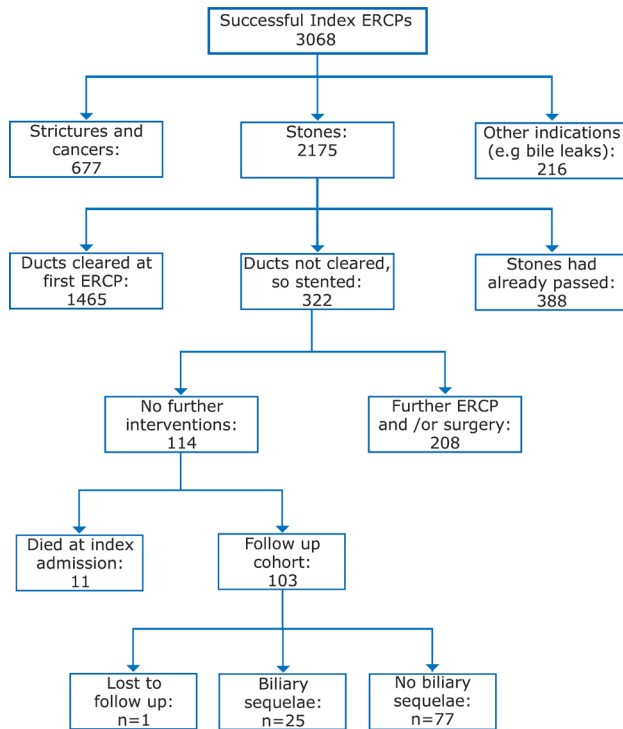 Successful Index ERCPs
3068
Strictures and
cancers:
677
Stones:
2175
Other indications
(e.g bile leaks):
216
Ducts cleared at
first ERCP:
1465
Ducts not cleared,
so stented:
322
Stones had
already passed:
388
No further
interventions:
114
Further ERCP
and /or surgery:
208
Died at index
admission:
11
Follow up
cohort:
103
Lost to
follow up:
n=1
Biliary
sequelae:
n=25
No biliary
sequelae:
n=77